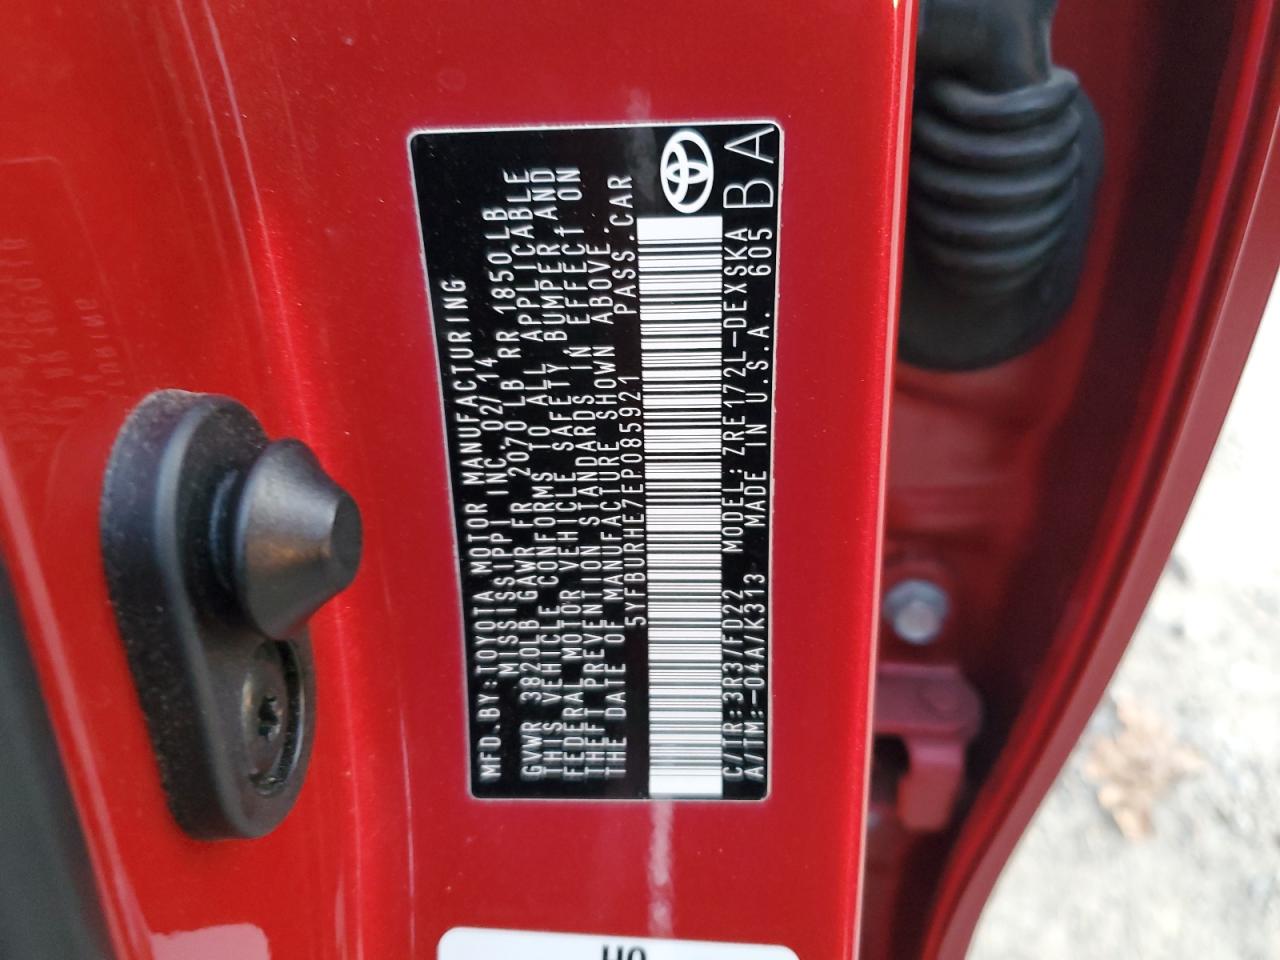 MFD.BY:TOYOTA MOTOR MANUFACTURING
MISSISSIPPI INC. 02/14
GVWR 3820LB GAWR FR 2070LB RR 1850LB
THIS VEHICLE CONFORMS TO ALL APPLICABLE
FEDERAL MOTOR VEHICLE SAFETY, BUMPER, AND
THEFT PREVENTION STANDARDS IN EFFECT ON
THE DATE OF MANUFACTURE SHOWN ABOVE.
5YFBURHE7EP085921 PASS.CAR
C/TR:3R3/FD22 MODEL:ZRE172L-DEXSKA
A/TM:-04A/K313 MADE IN U.S.A. 605
BA